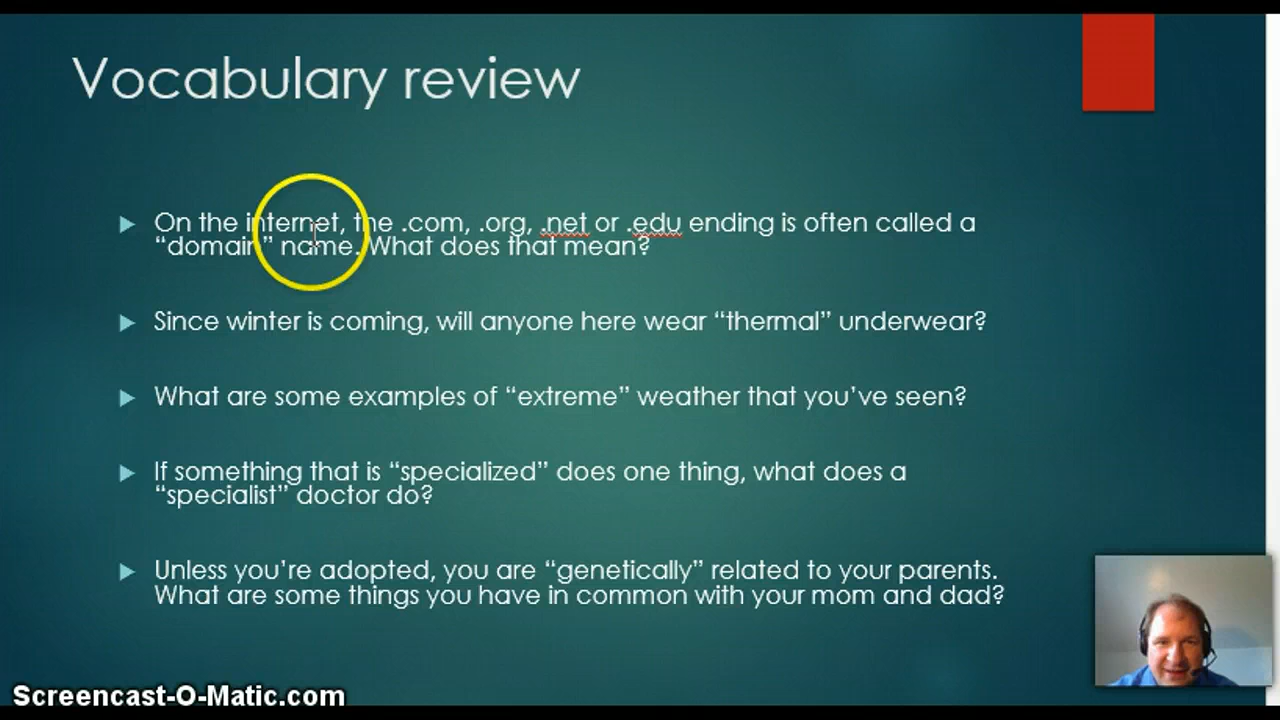 Vocabulary review
On the internet, the .com, .org, .net or .edu ending is often called a
“domain” name. What does that mean?
Since winter is coming, will anyone here wear “thermal” underwear?
What are some examples of “extreme” weather that you’ve seen?
If something that is “specialized” does one thing, what does a
“specialist” doctor do?
Unless you’re adopted, you are “genetically” related to your parents.
What are some things you have in common with your mom and dad?
Screencast-O-Matic.com